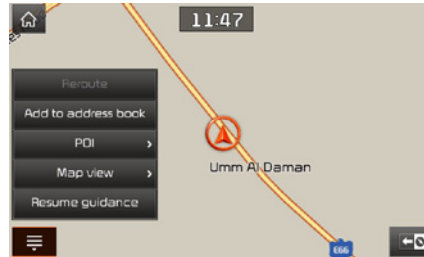 11:47
Reroute
Add to address book
POI
Map view
Resume guidance
Umm Al Daman
E66